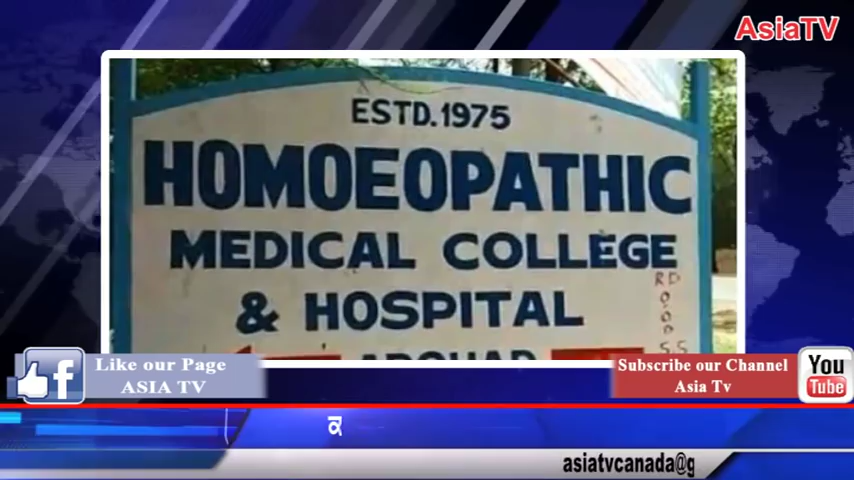 AsiaTV
ESTD.1975
HOMOEOPATHIC
MEDICAL COLLEGE
& HOSPITAL
ABOHAR
Like our Page
ASIA TV
Subscribe our Channel
Asia Tv
You
Tube
ਕ
asiatvcanada@g